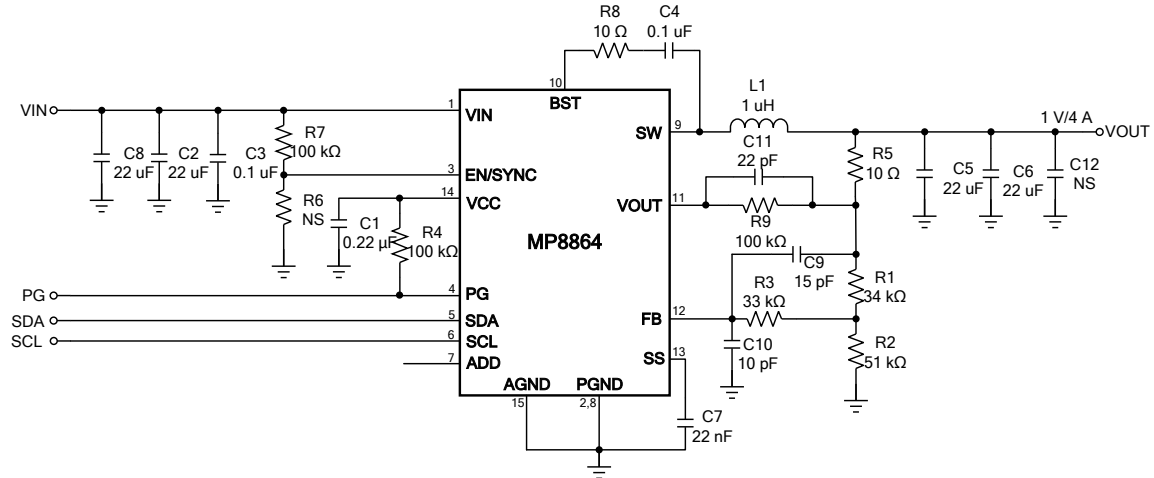 R8
10 Ω
C4
0.1 uF
10
BST
VIN
1
VIN
L1
1 uH
1 V/4 A
VOUT
SW
9
C8
22 uF
C2
22 uF
C3
0.1 uF
R7
100 kΩ
3
EN/SYNC
C11
22 pF
R5
10 Ω
C5
22 uF
C6
22 uF
C12
NS
R6
NS
14
VCC
VOUT
11
R9
100 kΩ
C1
0.22 µF
R4
100 kΩ
MP8864
C9
15 pF
PG
4
PG
R3
33 kΩ
R1
34 kΩ
SDA
5
SDA
FB
12
SCL
6
SCL
7
ADD
R2
51 kΩ
C10
10 pF
SS
13
AGND
PGND
15
2,8
C7
22 nF